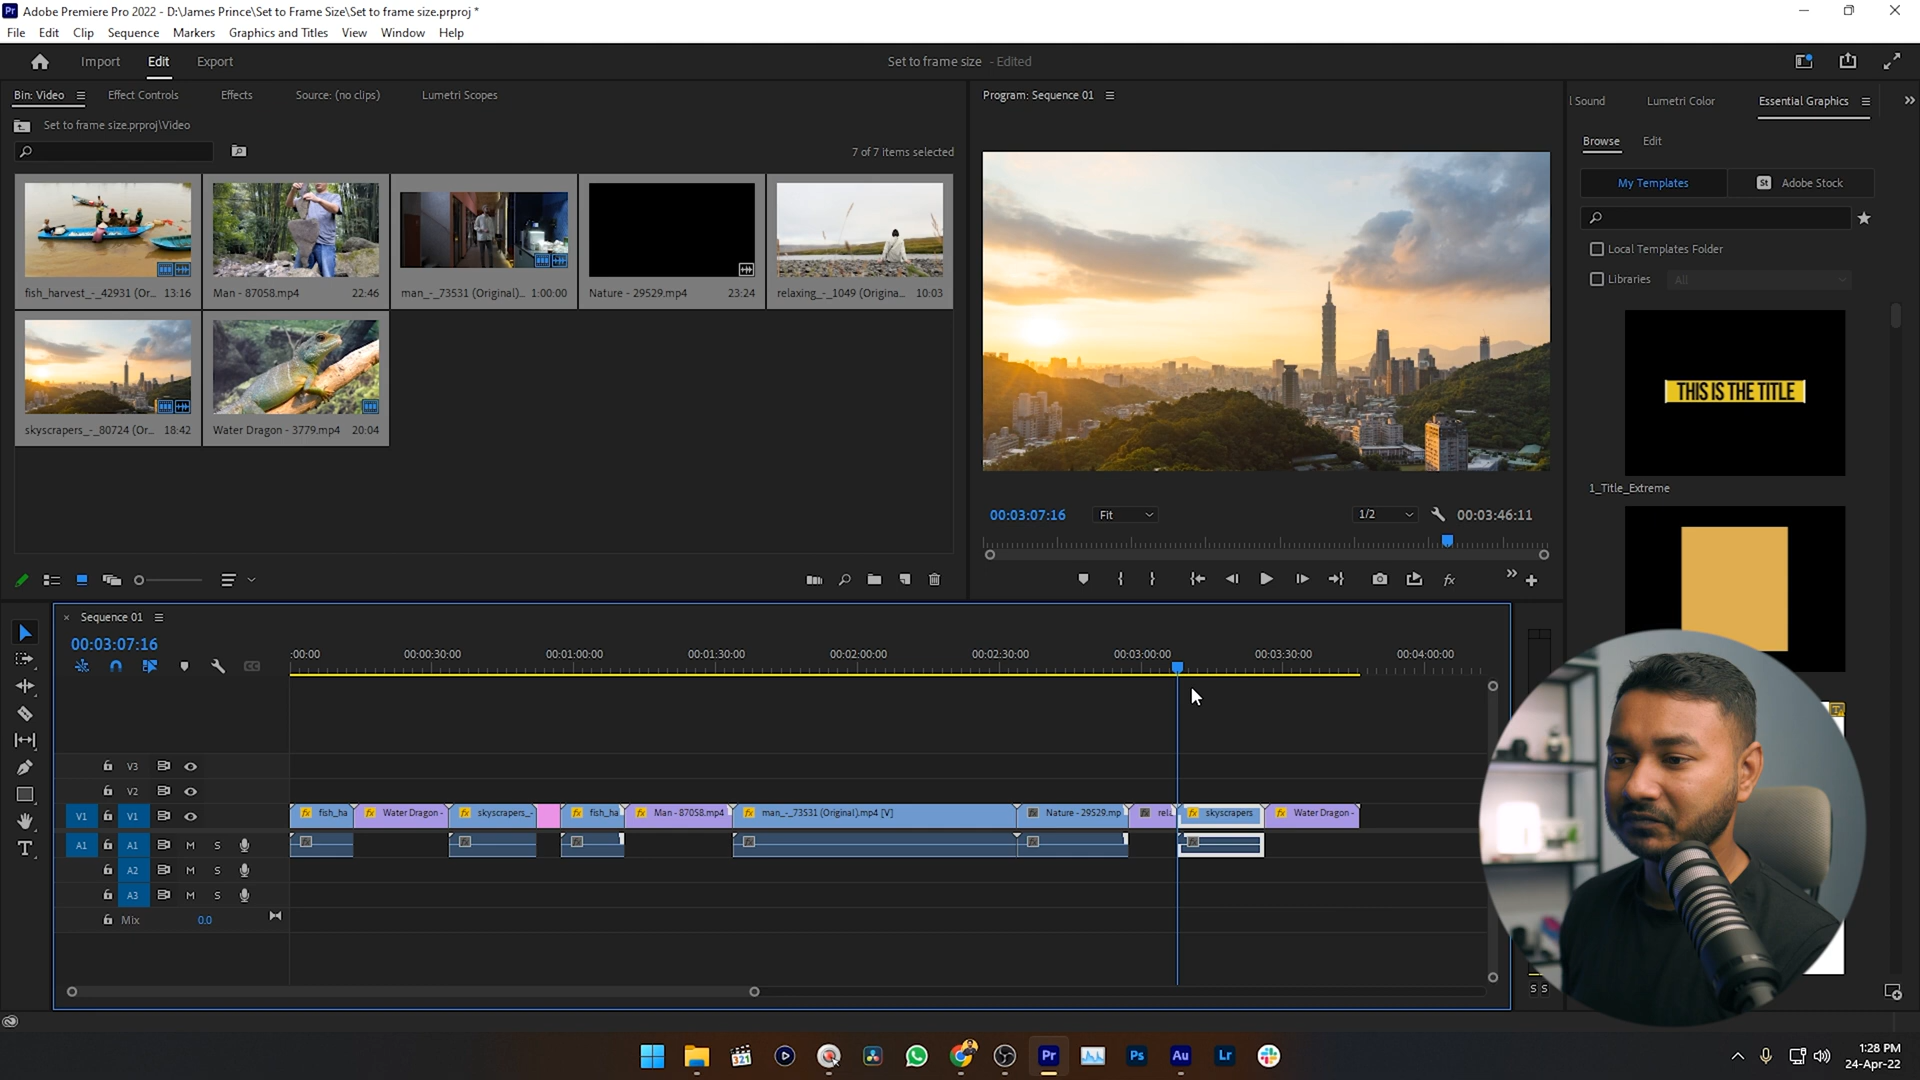 Adobe Premiere Pro 2022 - D:\James Prince\Set to Frame Size\Set to frame size.prproj *
File Edit Clip Sequence Markers Graphics and Titles View Window Help
Import Edit Export
Set to frame size - Edited
Bin: Video Effect Controls Effects Source: (no clips) Lumetri Scopes
Set to frame size.prproj\Video
7 of 7 items selected
fish_harvest_-_42931 (Or... 13:16
Man - 87058.mp4 22:46
man_-_73531 (Original)... 1:00:00
Nature - 29529.mp4 23:24
relaxing_-_1049 (Origina... 10:03
skyscrapers_-_80724 (Or... 18:42
Water Dragon - 3779.mp4 20:04
Program: Sequence 01
00:03:07:16 Fit 1/2 00:03:46:11
l Sound Lumetri Color Essential Graphics
Browse Edit
My Templates St Adobe Stock
Local Templates Folder
Libraries All
THIS IS THE TITLE
1_Title_Extreme
Sequence 01
00:03:07:16
:00:00 00:00:30:00 00:01:00:00 00:01:30:00 00:02:00:00 00:02:30:00 00:03:00:00 00:03:30:00 00:04:00:00
V3
V2
V1 V1 fish_ha Water Dragon - skyscrapers_- fish_ha Man - 87058.mp4 man_-_73531 (Original).mp4 [V] Nature - 29529.mp rela skyscrapers Water Dragon -
A1 A1 M S
A2 M S
A3 M S
Mix 0.0
S S
Pr Ps Au Lr
1:28 PM
24-Apr-22